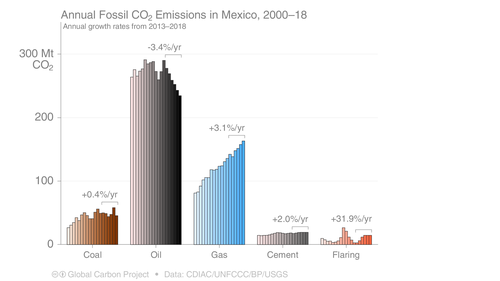 Annual Fossil CO₂ Emissions in Mexico, 2000–18
Annual growth rates from 2013–2018
300 Mt
CO₂
200
100
0
-3.4%/yr
+3.1%/yr
+0.4%/yr
+2.0%/yr
+31.9%/yr
Coal
Oil
Gas
Cement
Flaring
Global Carbon Project • Data: CDIAC/UNFCCC/BP/USGS